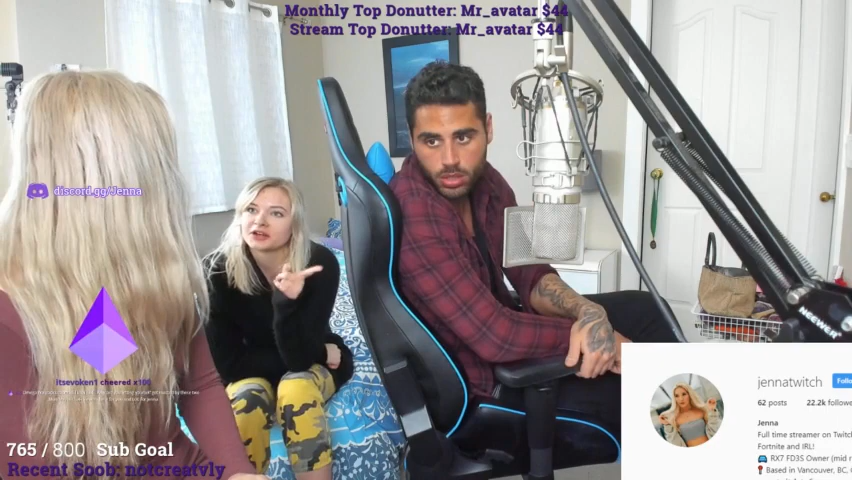 Monthly Top Donutter: Mr_avatar $44
Stream Top Donutter: Mr_avatar $44
discord.gg/Jenna
itsevoken1 cheered x100
NEEWER
jennatwitch
Follo
62 posts 22.2k followe
Jenna
Full time streamer on Twitch
Fortnite and IRL!
RX7 FD3S Owner (mid r
Based in Vancouver, BC, C
765 / 800 Sub Goal
Recent Soob: notcreatvly